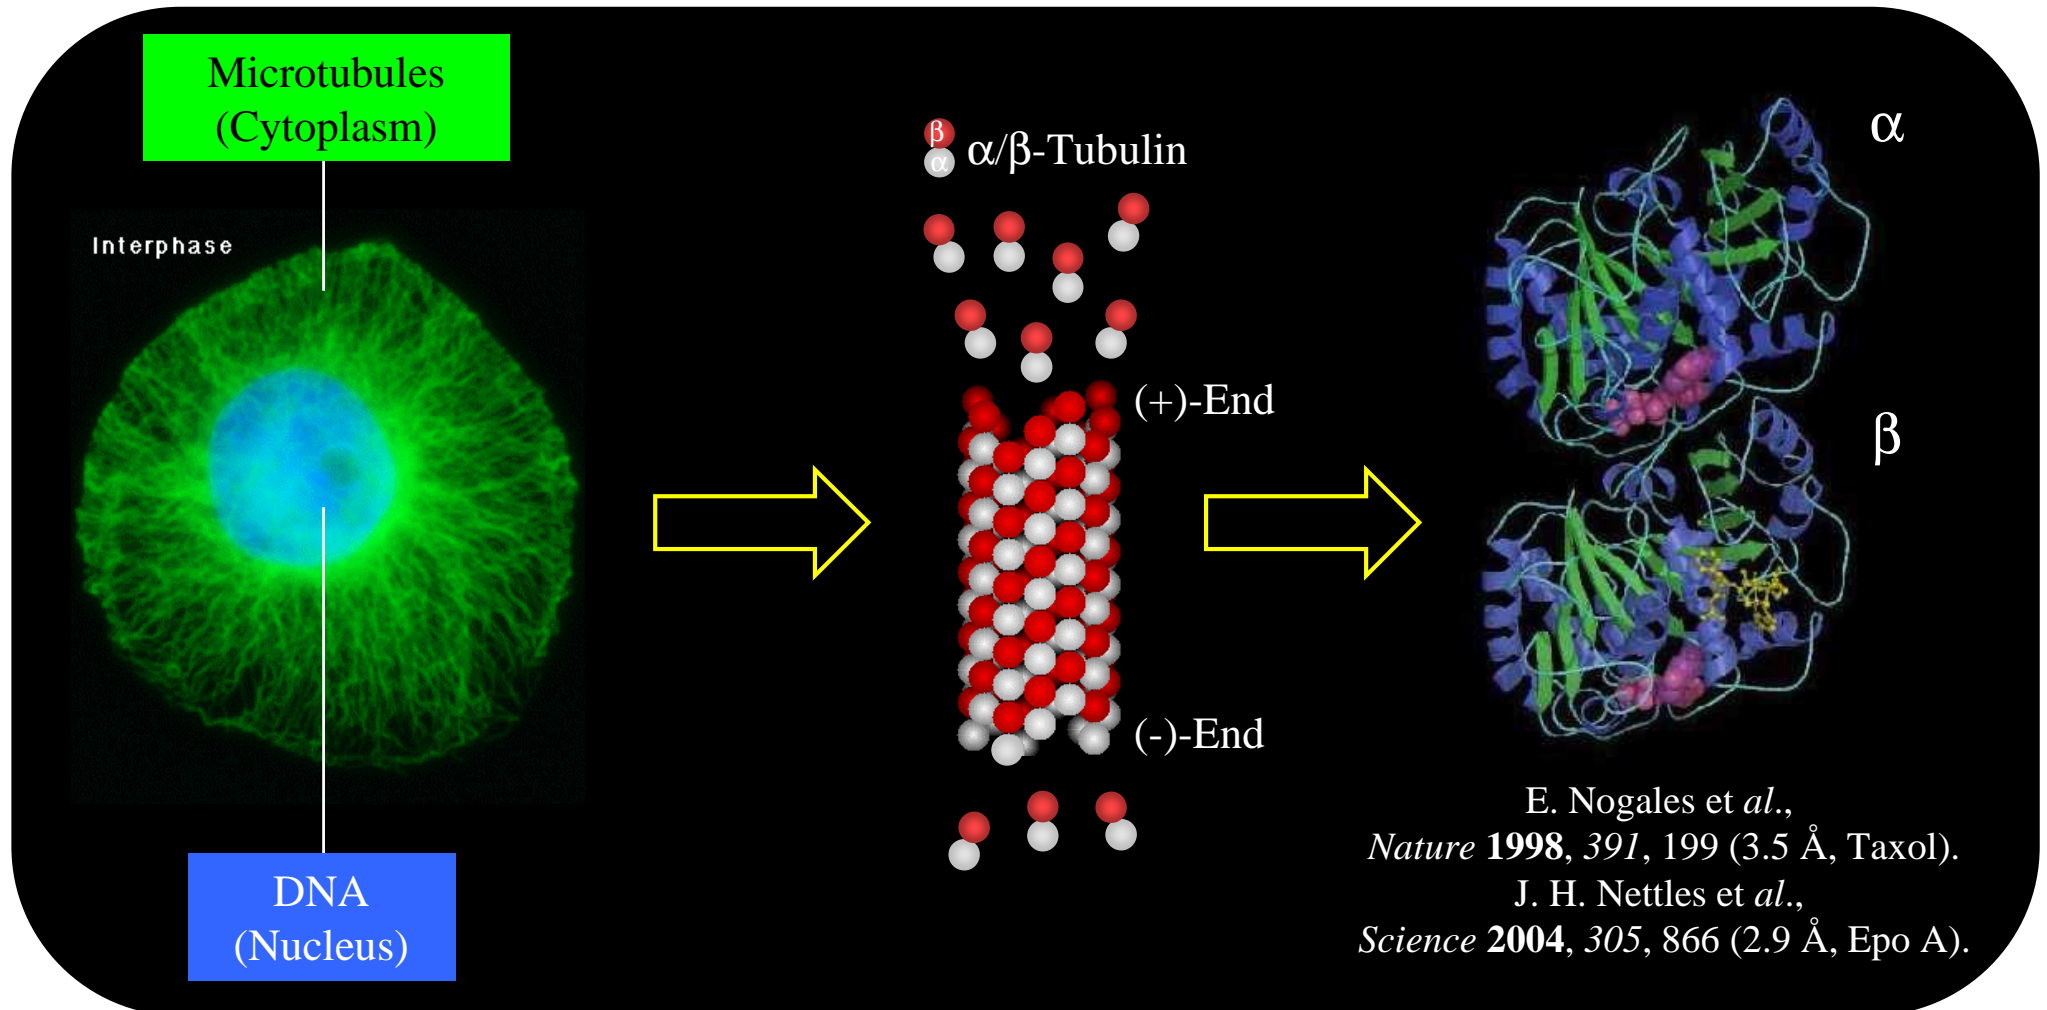 Microtubules
(Cytoplasm)
Interphase
DNA
(Nucleus)
β
α
α/β-Tubulin
(+)-End
(-)-End
α
β
E. Nogales et al.,
Nature 1998, 391, 199 (3.5 Å, Taxol).
J. H. Nettles et al.,
Science 2004, 305, 866 (2.9 Å, Epo A).